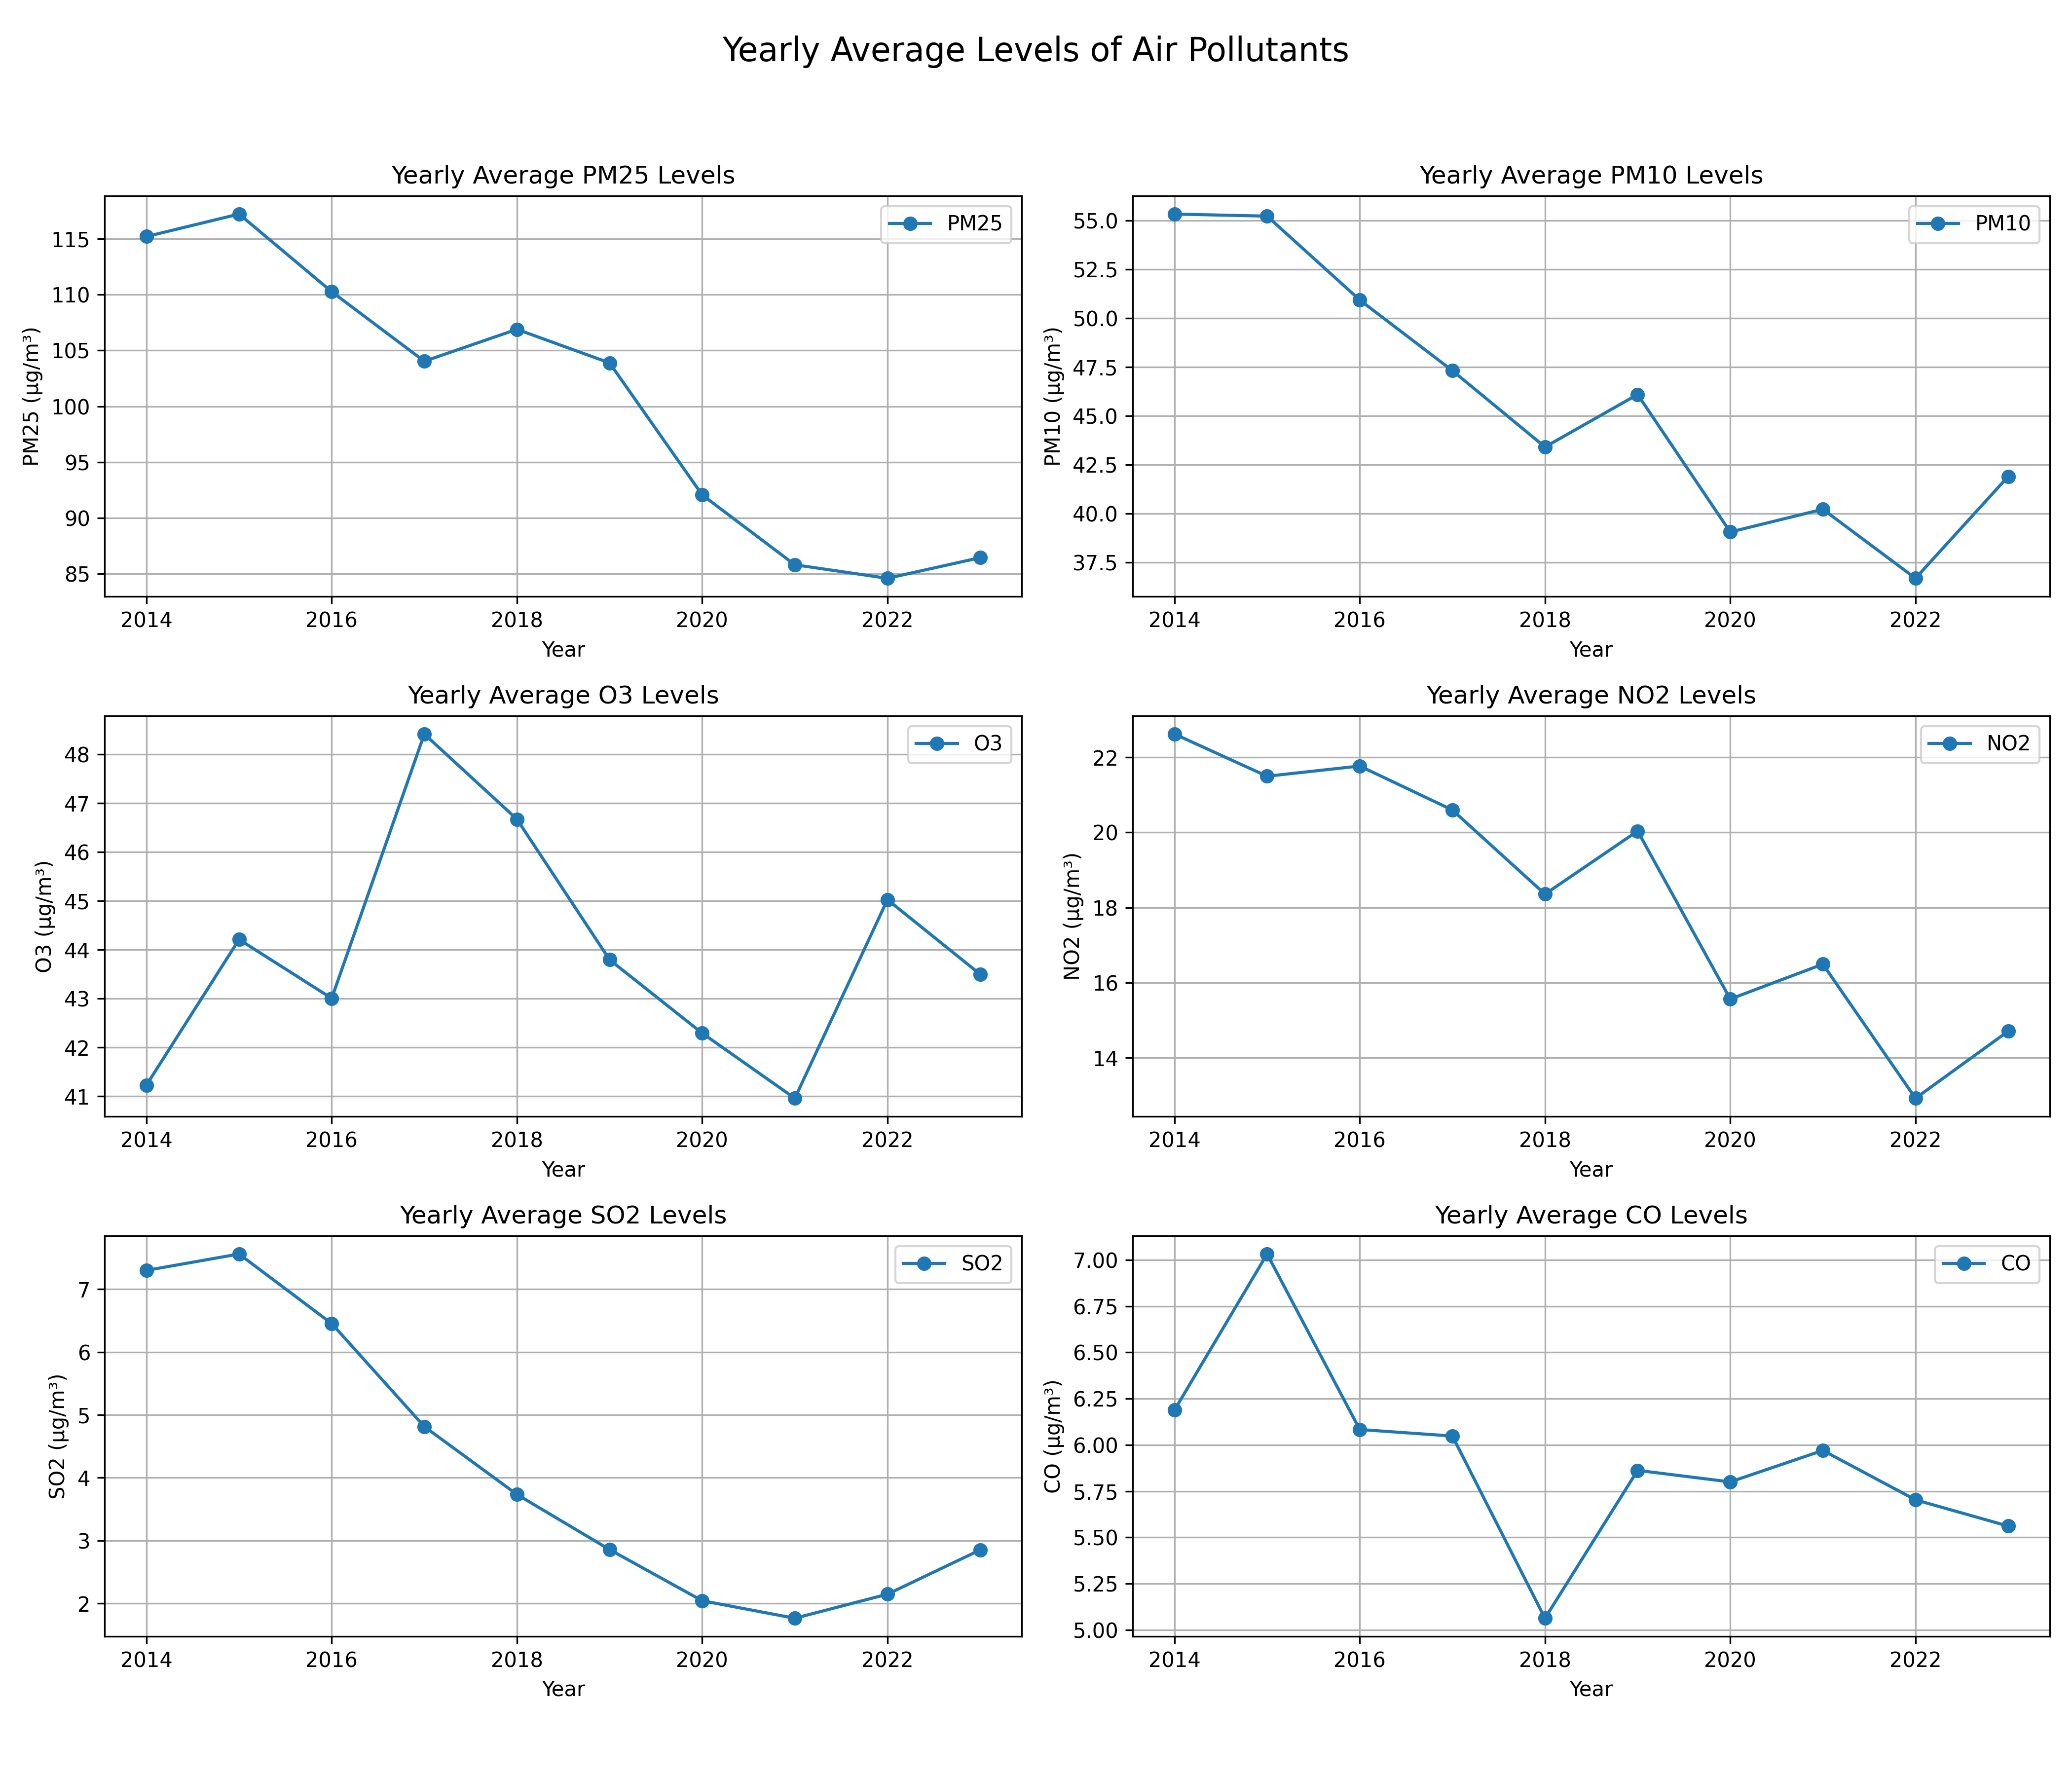 Yearly Average Levels of Air Pollutants
Yearly Average PM25 Levels
PM25
PM25 (µg/m³)
115
110
105
100
95
90
85
2014 2016 2018 2020 2022
Year
Yearly Average PM10 Levels
PM10
PM10 (µg/m³)
55.0
52.5
50.0
47.5
45.0
42.5
40.0
37.5
2014 2016 2018 2020 2022
Year
Yearly Average O3 Levels
O3
O3 (µg/m³)
48
47
46
45
44
43
42
41
2014 2016 2018 2020 2022
Year
Yearly Average NO2 Levels
NO2
NO2 (µg/m³)
22
20
18
16
14
2014 2016 2018 2020 2022
Year
Yearly Average SO2 Levels
SO2
SO2 (µg/m³)
7
6
5
4
3
2
2014 2016 2018 2020 2022
Year
Yearly Average CO Levels
CO
CO (µg/m³)
7.00
6.75
6.50
6.25
6.00
5.75
5.50
5.25
5.00
2014 2016 2018 2020 2022
Year